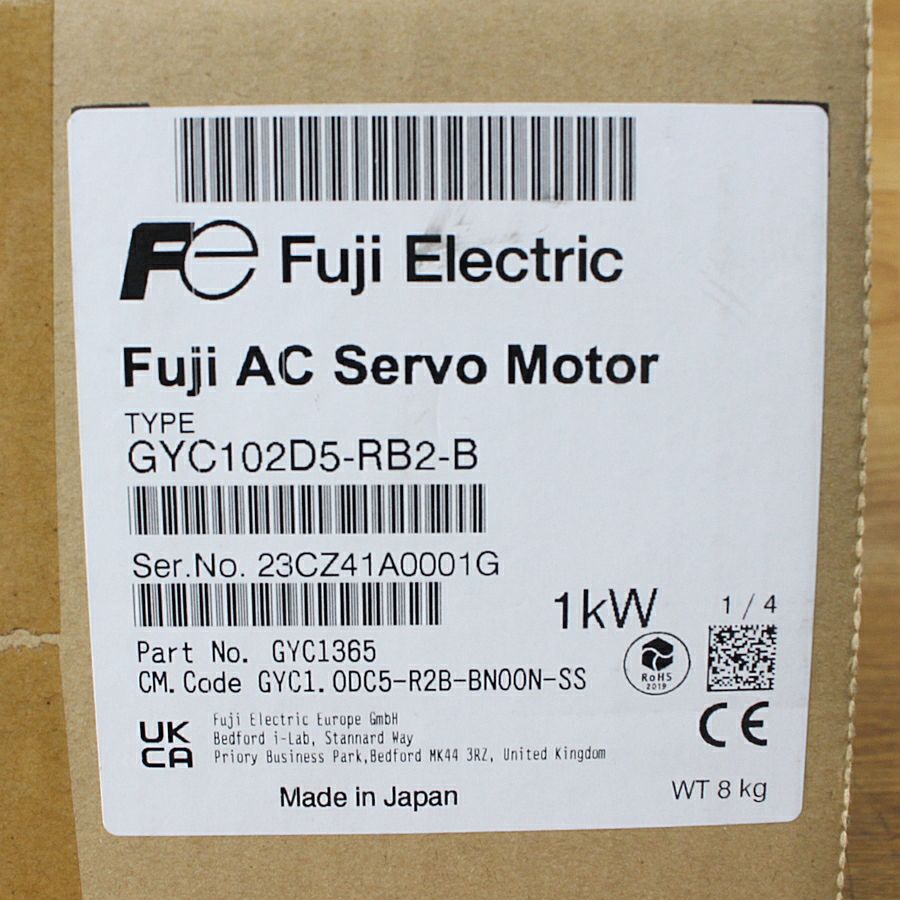 Fe Fuji Electric
Fuji AC Servo Motor
TYPE
GYC102D5-RB2-B
Ser.No. 23CZ41A0001G
1kW
1 / 4
Part No. GYC1365
CM.Code GYC1.0DC5-R2B-BN00N-SS
RoHS
2019
UK
CA
Fuji Electric Europe GmbH
Bedford i-Lab, Stannard Way
Priory Business Park,Bedford MK44 3RZ, United Kingdom
CE
Made in Japan
WT 8 kg